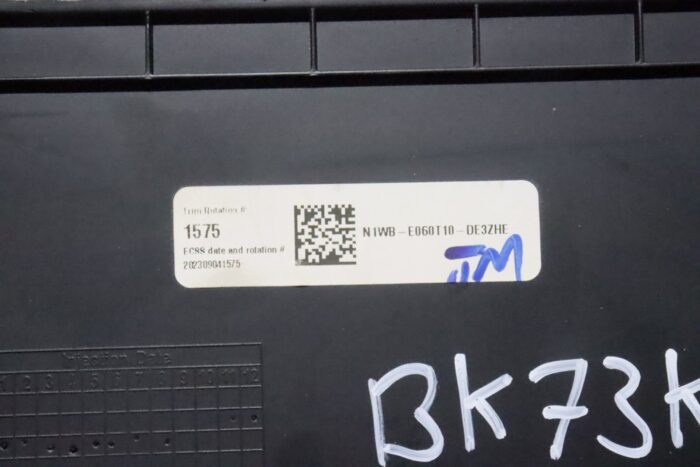 Trim Rotation #
1575
ECSS date and rotation #
202309041575
N1WB-E060T10-DE3ZHE
Injection Date
1 2 3 4 5 6 7 8 9 10 11 12
BK73K